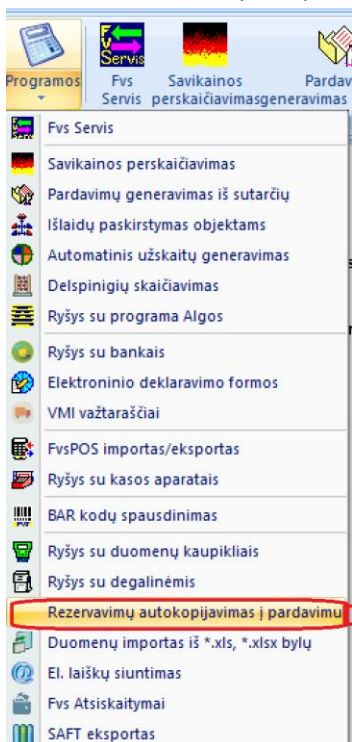 Servis
Programos
Fvs
Servis
Savikainos
perskaičiavimas
generavimas
Fvs Servis
Savikainos perskaičiavimas
Pardavimų generavimas iš sutarčių
Išlaidų paskirstymas objektams
Automatinis užskaitų generavimas
Delspinigių skaičiavimas
Ryšys su programa Algos
Ryšys su bankais
Elektroninio deklaravimo formos
VMI važtaraščiai
FvsPOS importas/eksportas
Ryšys su kasos aparatais
BAR kodų spausdinimas
Ryšys su duomenų kaupikliais
Ryšys su degalinėmis
Rezervavimų autokopijavimas į pardavimu
Duomenų importas iš *.xls, *.xlsx bylų
El. laiškų siuntimas
Fvs Atsiskaitymai
SAFT eksportas